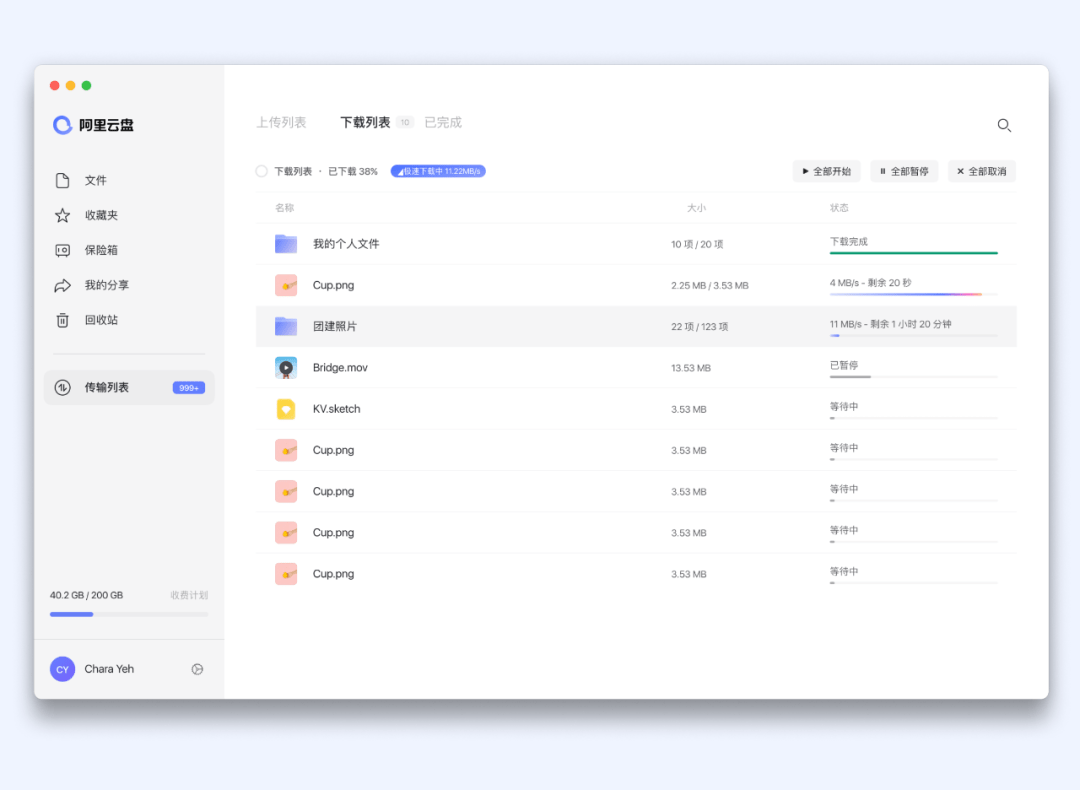 阿里云盘
文件
收藏夹
保险箱
我的分享
回收站
传输列表 999+
40.2 GB / 200 GB 收费计划
CY Chara Yeh
上传列表 下载列表 10 已完成
下载列表 · 已下载 38% 极速下载中 11.22MB/s 全部开始 全部暂停 全部取消
名称 大小 状态
我的个人文件 10 项 / 20 项 下载完成
Cup.png 2.25 MB / 3.53 MB 4 MB/s - 剩余 20 秒
团建照片 22 项 / 123 项 11 MB/s - 剩余 1 小时 20 分钟
Bridge.mov 13.53 MB 已暂停
KV.sketch 3.53 MB 等待中
Cup.png 3.53 MB 等待中
Cup.png 3.53 MB 等待中
Cup.png 3.53 MB 等待中
Cup.png 3.53 MB 等待中